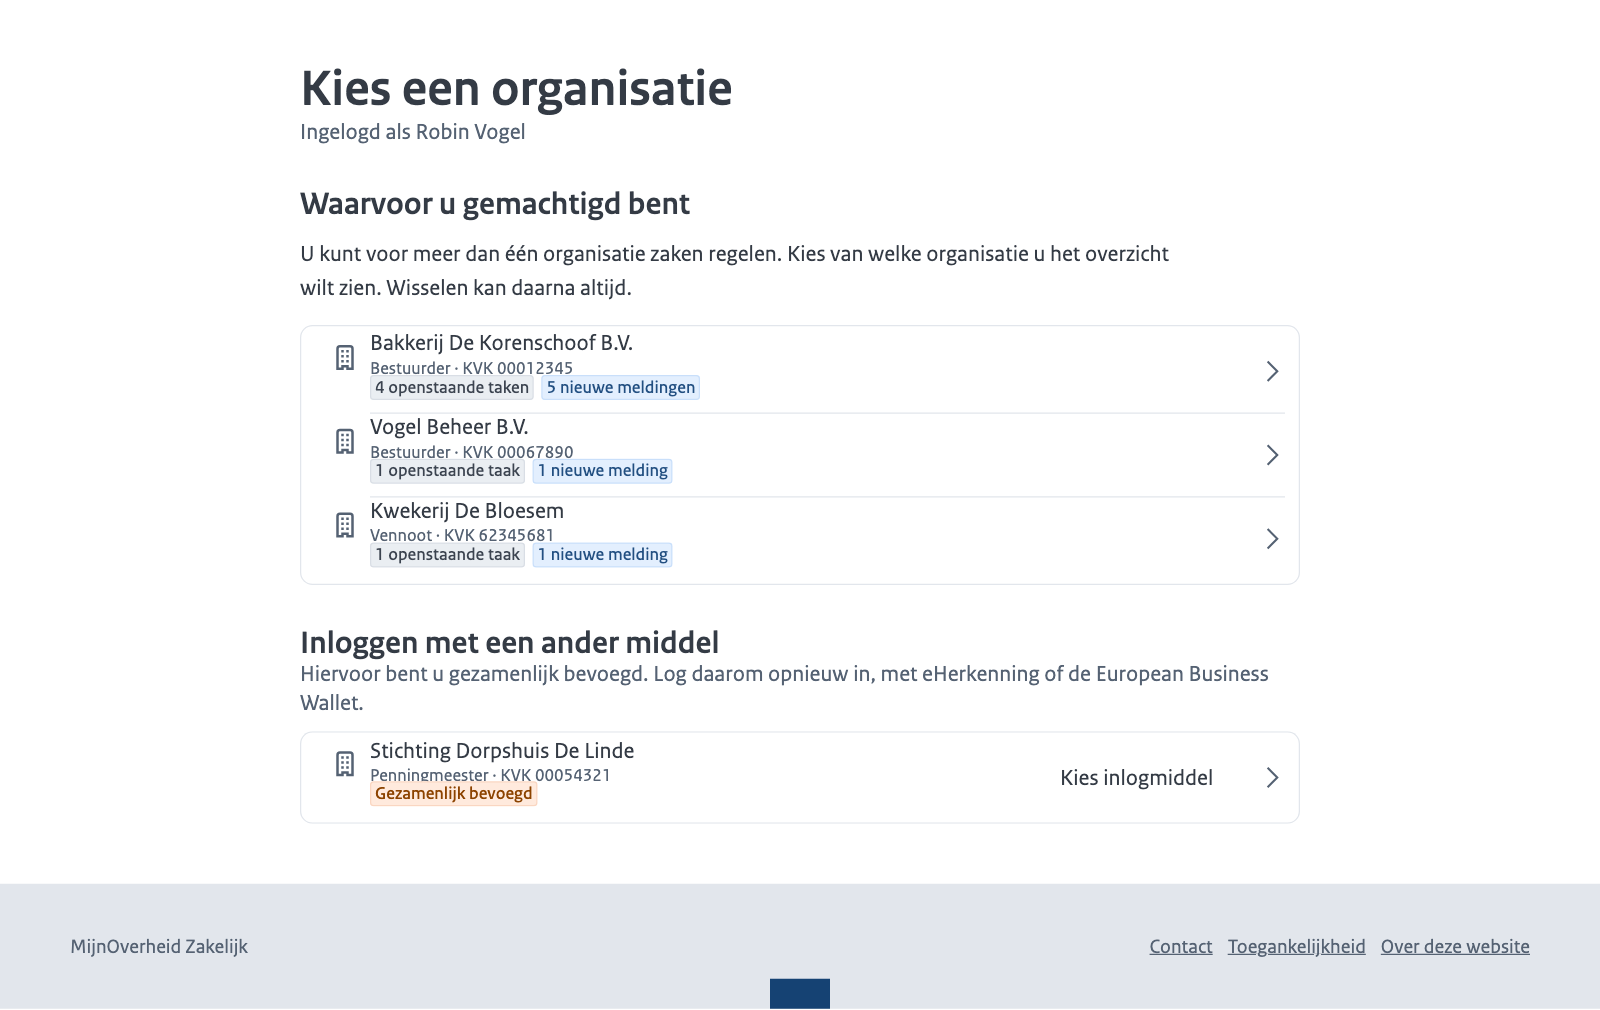 Kies een organisatie
Ingelogd als Robin Vogel
Waarvoor u gemachtigd bent
U kunt voor meer dan één organisatie zaken regelen. Kies van welke organisatie u het overzicht
wilt zien. Wisselen kan daarna altijd.
Bakkerij De Korenschoof B.V.
Bestuurder · KVK 00012345
4 openstaande taken 5 nieuwe meldingen
Vogel Beheer B.V.
Bestuurder · KVK 00067890
1 openstaande taak 1 nieuwe melding
Kwekerij De Bloesem
Vennoot · KVK 62345681
1 openstaande taak 1 nieuwe melding
Inloggen met een ander middel
Hiervoor bent u gezamenlijk bevoegd. Log daarom opnieuw in, met eHerkenning of de European Business
Wallet.
Stichting Dorpshuis De Linde
Penningmeester · KVK 00054321
Gezamenlijk bevoegd
Kies inlogmiddel
MijnOverheid Zakelijk
Contact Toegankelijkheid Over deze website